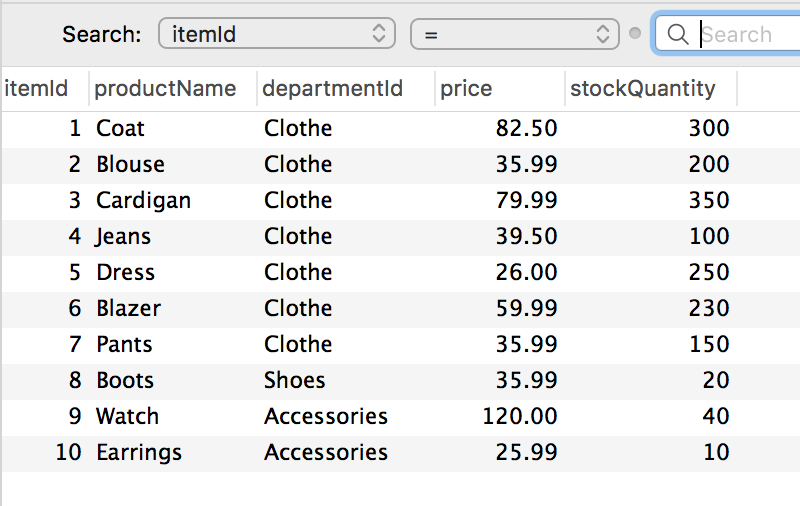 Search: itemId = Search
itemId productName departmentId price stockQuantity
1 Coat Clothe 82.50 300
2 Blouse Clothe 35.99 200
3 Cardigan Clothe 79.99 350
4 Jeans Clothe 39.50 100
5 Dress Clothe 26.00 250
6 Blazer Clothe 59.99 230
7 Pants Clothe 35.99 150
8 Boots Shoes 35.99 20
9 Watch Accessories 120.00 40
10 Earrings Accessories 25.99 10